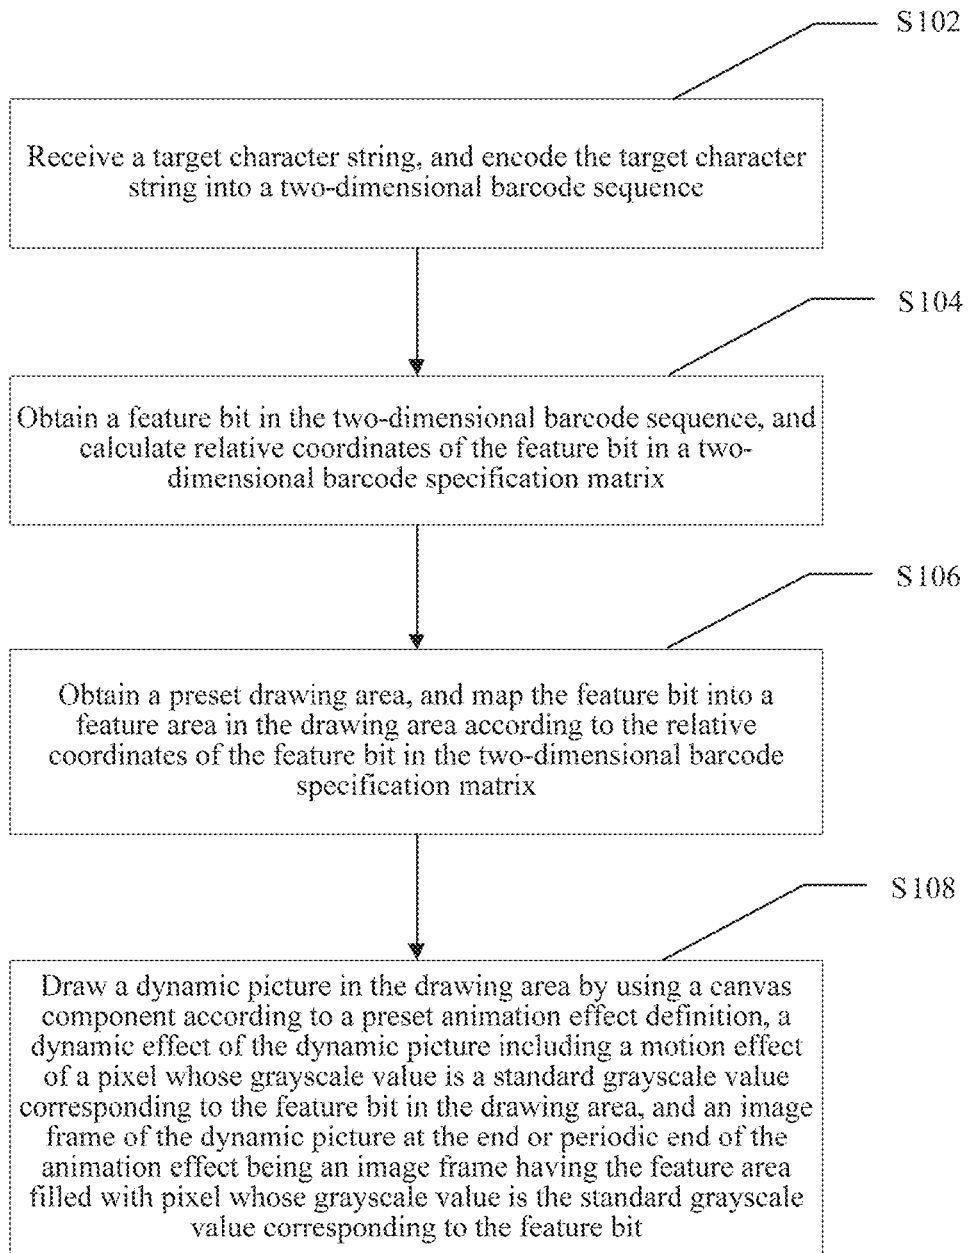 S102
Receive a target character string, and encode the target character
string into a two-dimensional barcode sequence
S104
Obtain a feature bit in the two-dimensional barcode sequence, and
calculate relative coordinates of the feature bit in a two-
dimensional barcode specification matrix
S106
Obtain a preset drawing area, and map the feature bit into a
feature area in the drawing area according to the relative
coordinates of the feature bit in the two-dimensional barcode
specification matrix
S108
Draw a dynamic picture in the drawing area by using a canvas
component according to a preset animation effect definition, a
dynamic effect of the dynamic picture including a motion effect
of a pixel whose grayscale value is a standard grayscale value
corresponding to the feature bit in the drawing area, and an image
frame of the dynamic picture at the end or periodic end of the
animation effect being an image frame having the feature area
filled with pixel whose grayscale value is the standard grayscale
value corresponding to the feature bit